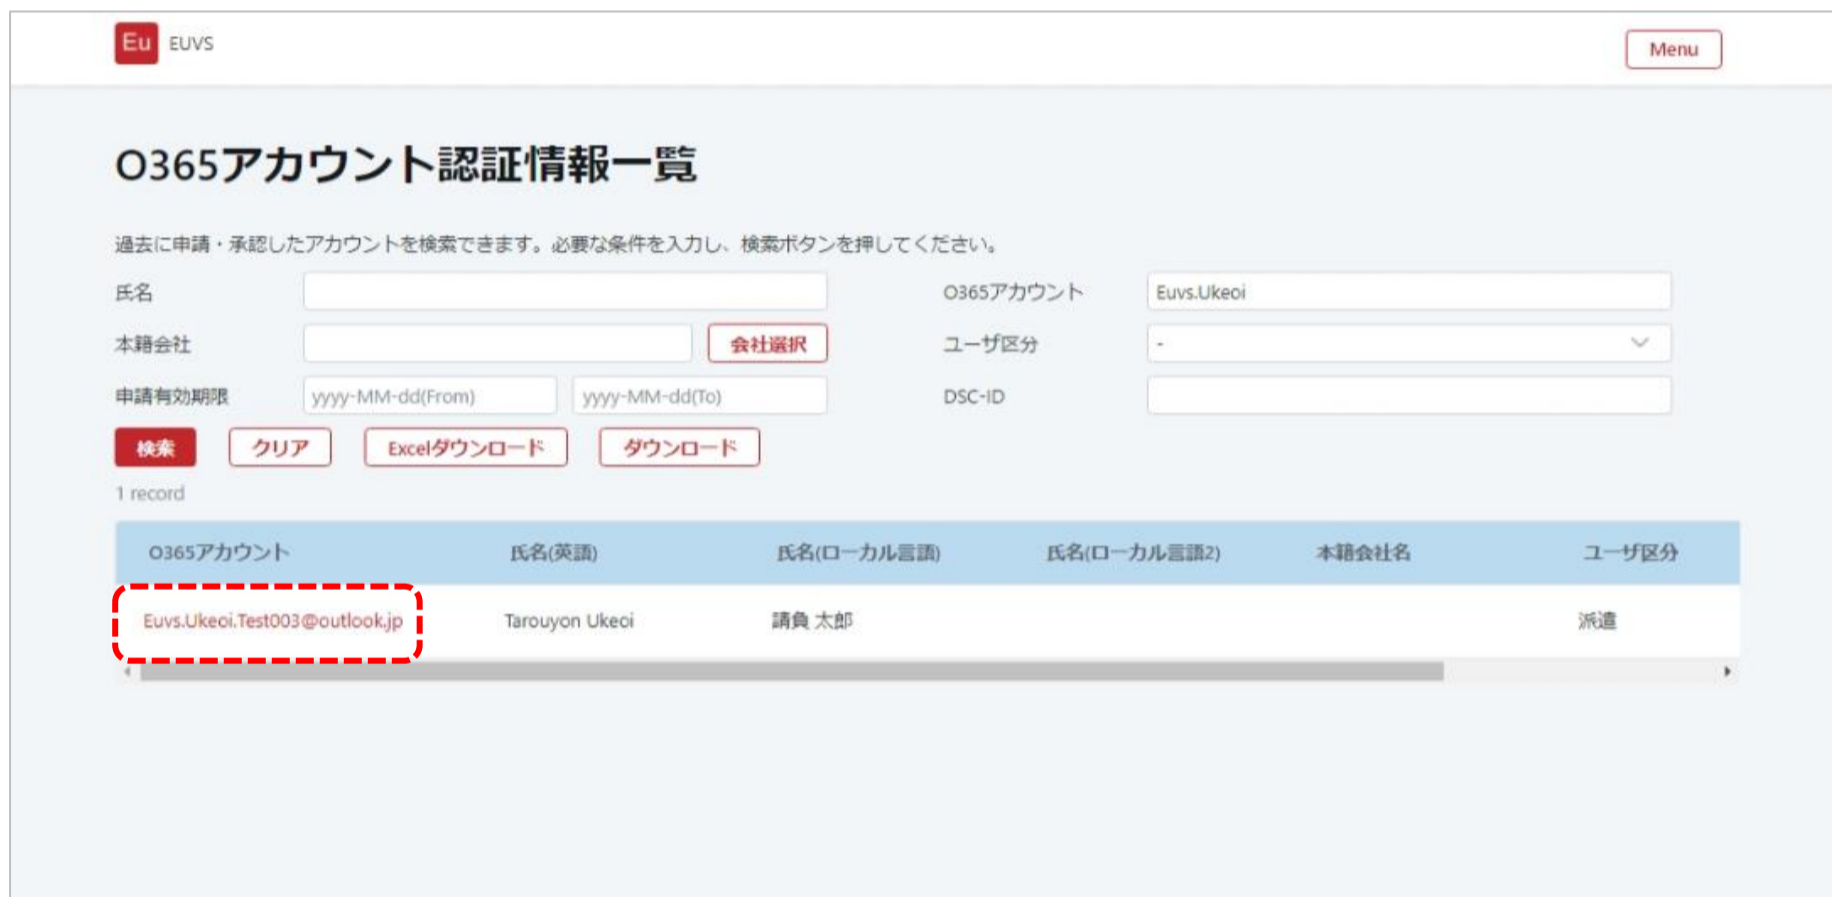 Eu EUVS
Menu
O365アカウント認証情報一覧
過去に申請・承認したアカウントを検索できます。必要な条件を入力し、検索ボタンを押してください。
氏名
O365アカウント Euvs.Ukeoi
本籍会社 会社選択
ユーザ区分 -
申請有効期限 yyyy-MM-dd(From) yyyy-MM-dd(To)
DSC-ID
検索 クリア Excelダウンロード ダウンロード
1 record
O365アカウント 氏名(英語) 氏名(ローカル言語) 氏名(ローカル言語2) 本籍会社名 ユーザ区分
Euvs.Ukeoi.Test003@outlook.jp Tarouyon Ukeoi 請負 太郎 派遣